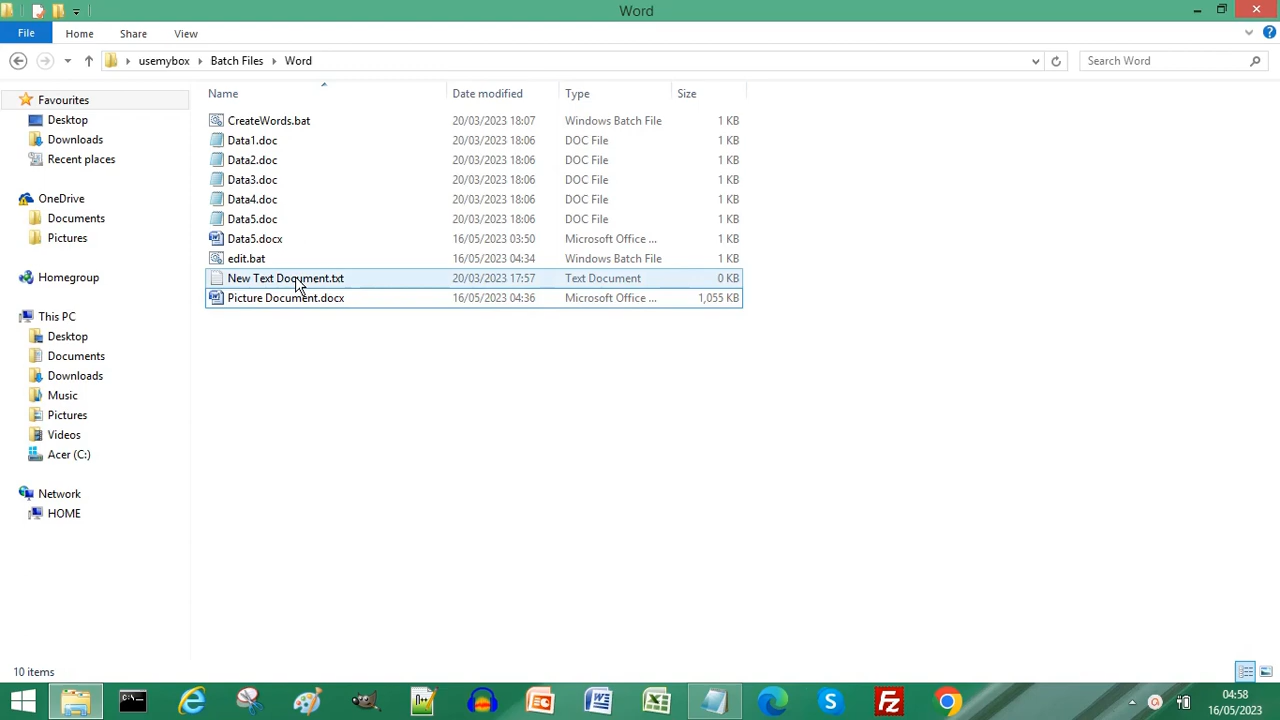 Word
File Home Share View
usemybox Batch Files Word Search Word
Name Date modified Type Size
Favourites
Desktop
Downloads
Recent places
OneDrive
Documents
Pictures
Homegroup
This PC
Desktop
Documents
Downloads
Music
Pictures
Videos
Acer (C:)
Network
HOME
CreateWords.bat 20/03/2023 18:07 Windows Batch File 1 KB
Data1.doc 20/03/2023 18:06 DOC File 1 KB
Data2.doc 20/03/2023 18:06 DOC File 1 KB
Data3.doc 20/03/2023 18:06 DOC File 1 KB
Data4.doc 20/03/2023 18:06 DOC File 1 KB
Data5.doc 20/03/2023 18:06 DOC File 1 KB
Data5.docx 16/05/2023 03:50 Microsoft Office ... 1 KB
edit.bat 16/05/2023 04:34 Windows Batch File 1 KB
New Text Document.txt 20/03/2023 17:57 Text Document 0 KB
Picture Document.docx 16/05/2023 04:36 Microsoft Office ... 1,055 KB
10 items
04:58
16/05/2023